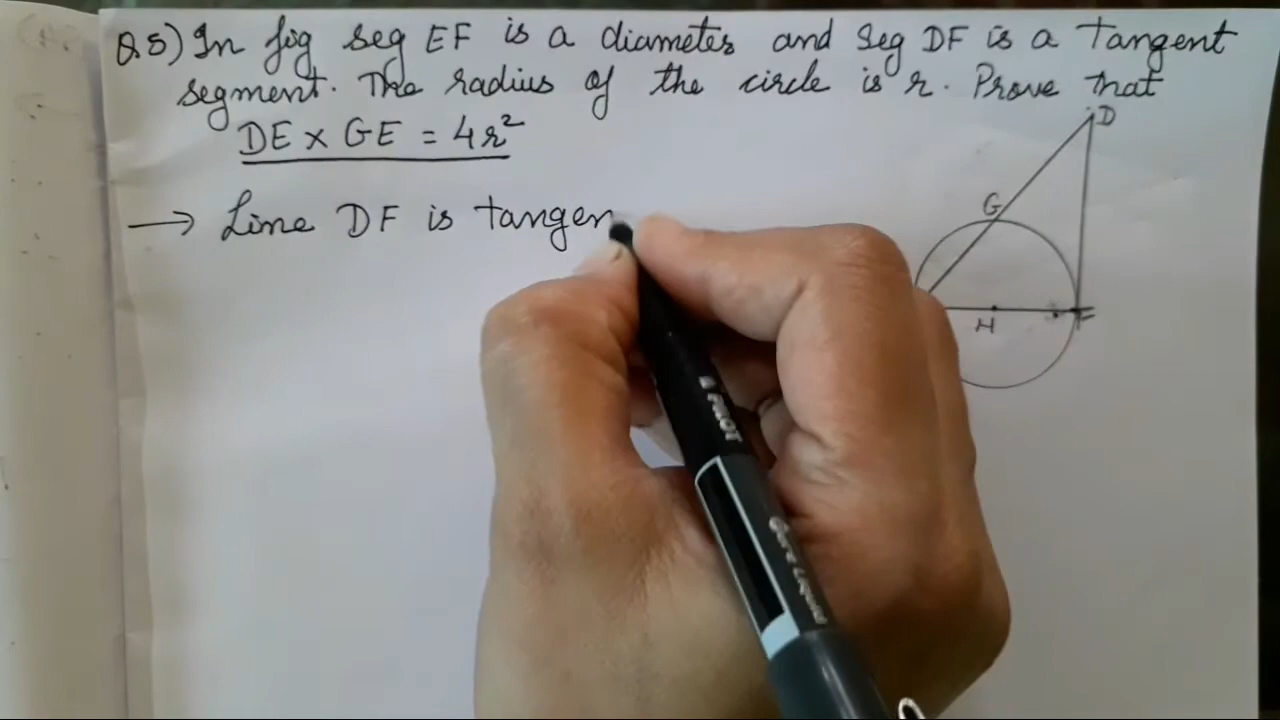 Q.5) In fig seg EF is a diameter and seg DF is a tangent
segment. The radius of the circle is r. Prove that
DE × GE = 4r²
→ Line DF is tangen
D
G
H
F
PILOT